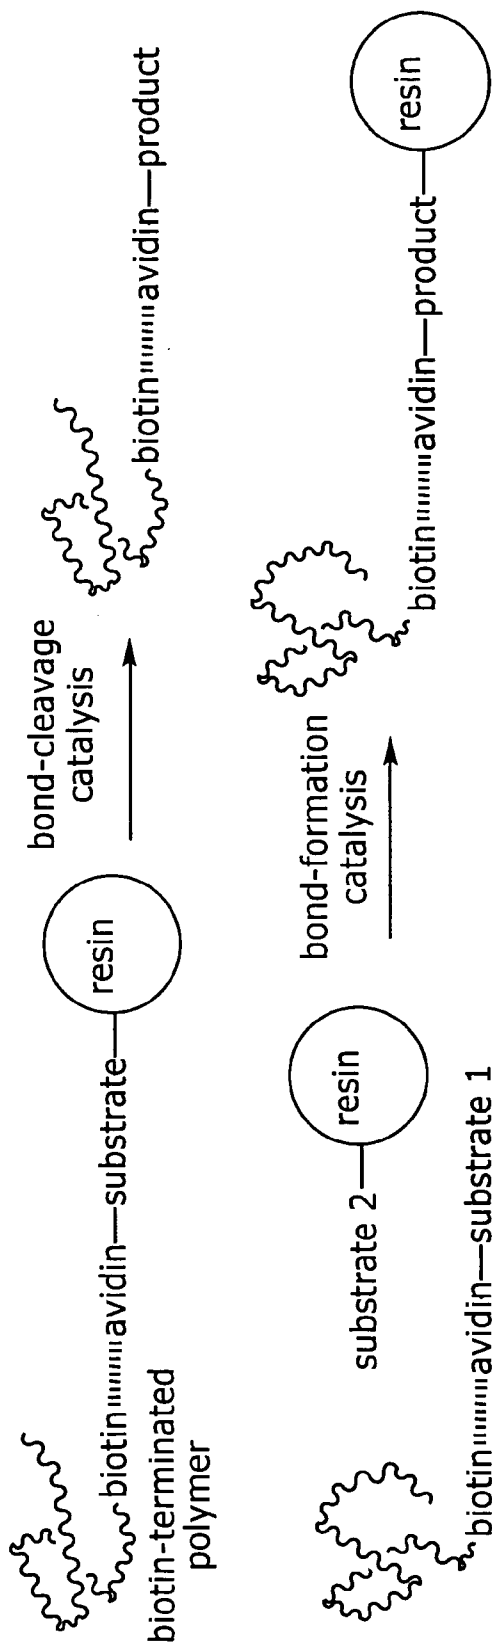 biotin avidin—substrate— resin
biotin-terminated
polymer
bond-cleavage
catalysis
biotin avidin—product
substrate 2— resin
biotin avidin—substrate 1
bond-formation
catalysis
biotin avidin—product— resin